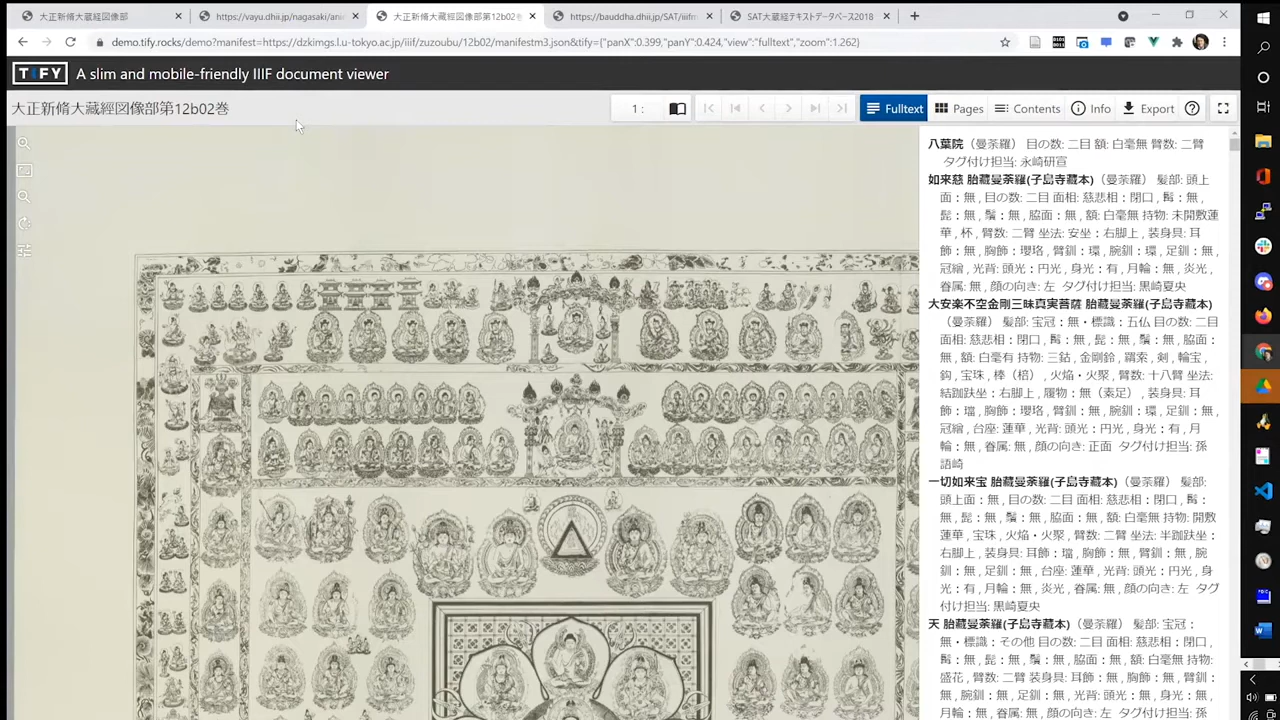 大正新脩大蔵経図像部
https://vayu.dhii.jp/nagasaki/ani
大正新脩大蔵經図像部第12b02巻
https://bauddha.dhii.jp/SAT/iiifm
SAT大蔵経テキストデータベース2018
demo.tify.rocks/demo?manifest=https://dzkimgs.l.u-tokyo.ac.jp/iiif/zuzoubu/12b02/manifestm3.json&tify={"panX":0.399,"panY":0.424,"view":"fulltext","zoom":1.262}
TIFY A slim and mobile-friendly IIIF document viewer
大正新脩大蔵經図像部第12b02巻
1 :
Fulltext
Pages
Contents
Info
Export
八葉院（曼荼羅） 目の数: 二目 額: 白毫無 臂数: 二臂
タグ付け担当: 永崎研宣
如来慈 胎蔵曼荼羅(子島寺藏本)（曼荼羅） 髪部: 頭上
面：無 , 目の数: 二目 面相: 慈悲相：閉口 , 髯：無 ,
髭：無 , 鬚：無 , 脇面：無 , 額: 白毫無 持物: 未開敷蓮
華 , 杯 , 臂数: 二臂 坐法: 安坐：右脚上 , 装身具: 耳
飾：無 , 胸飾：瓔珞 , 臂釧：環 , 腕釧：環 , 足釧：無 ,
冠繒 , 光背: 頭光：円光 , 身光：有 , 月輪：無 , 炎光 ,
眷属: 無 , 顔の向き: 左 タグ付け担当: 黒崎夏央
大安楽不空金剛三昧真実菩薩 胎蔵曼荼羅(子島寺藏本)
（曼荼羅） 髪部: 宝冠：無・標識：五仏 目の数: 二目
面相: 慈悲相：閉口 , 髯：無 , 髭：無 , 鬚：無 , 脇面：
無 , 額: 白毫有 持物: 三鈷 , 金剛鈴 , 羂索 , 剣 , 輪宝 ,
鈎 , 宝珠 , 棒（棓） , 火焔・火聚 , 臂数: 十八臂 坐法:
結跏趺坐：右脚上 , 履物：無（素足） , 装身具: 耳
飾：璫 , 胸飾：瓔珞 , 臂釧：無 , 腕釧：環 , 足釧：無 ,
冠繒 , 台座: 蓮華 , 光背: 頭光：円光 , 身光：有 , 月
輪：無 , 眷属: 無 , 顔の向き: 正面 タグ付け担当: 孫
語崎
一切如来宝 胎蔵曼荼羅(子島寺藏本)（曼荼羅） 髪部:
頭上面：無 , 目の数: 二目 面相: 慈悲相：閉口 , 髯：
無 , 髭：無 , 鬚：無 , 脇面：無 , 額: 白毫無 持物: 開敷
蓮華 , 宝珠 , 火焔・火聚 , 臂数: 二臂 坐法: 半跏趺坐：
右脚上 , 装身具: 耳飾：璫 , 胸飾：無 , 臂釧：無 , 腕
釧：無 , 足釧：無 , 台座: 蓮華 , 光背: 頭光：円光 , 身
光：有 , 月輪：無 , 炎光 , 眷属: 無 , 顔の向き: 左 タグ
付け担当: 黒崎夏央
天 胎蔵曼荼羅(子島寺藏本)（曼荼羅） 髪部: 宝冠：
無・標識：その他 目の数: 二目 面相: 慈悲相：閉口 ,
髯：無 , 髭：無 , 鬚：無 , 脇面：無 , 額: 白毫無 持物:
盛花 , 臂数: 二臂 装身具: 耳飾：無 , 胸飾：無 , 臂釧：
無 , 腕釧：無 , 足釧：無 , 光背: 頭光：無 , 身光：無 ,
月輪：無 , 眷属: 無 , 顔の向き: 左 タグ付け担当: 孫